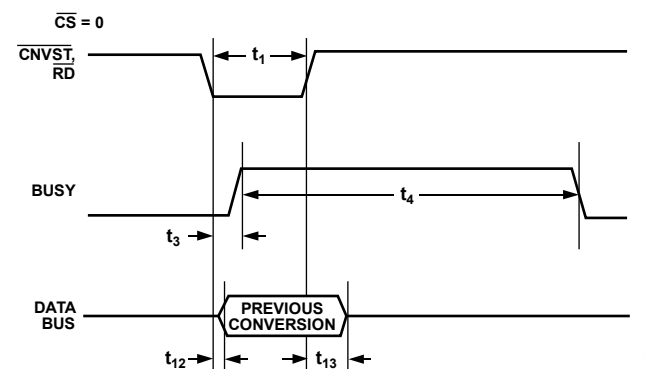 CS = 0
CNVST,
RD
t1
BUSY
t4
t3
DATA
BUS
PREVIOUS
CONVERSION
t12
t13